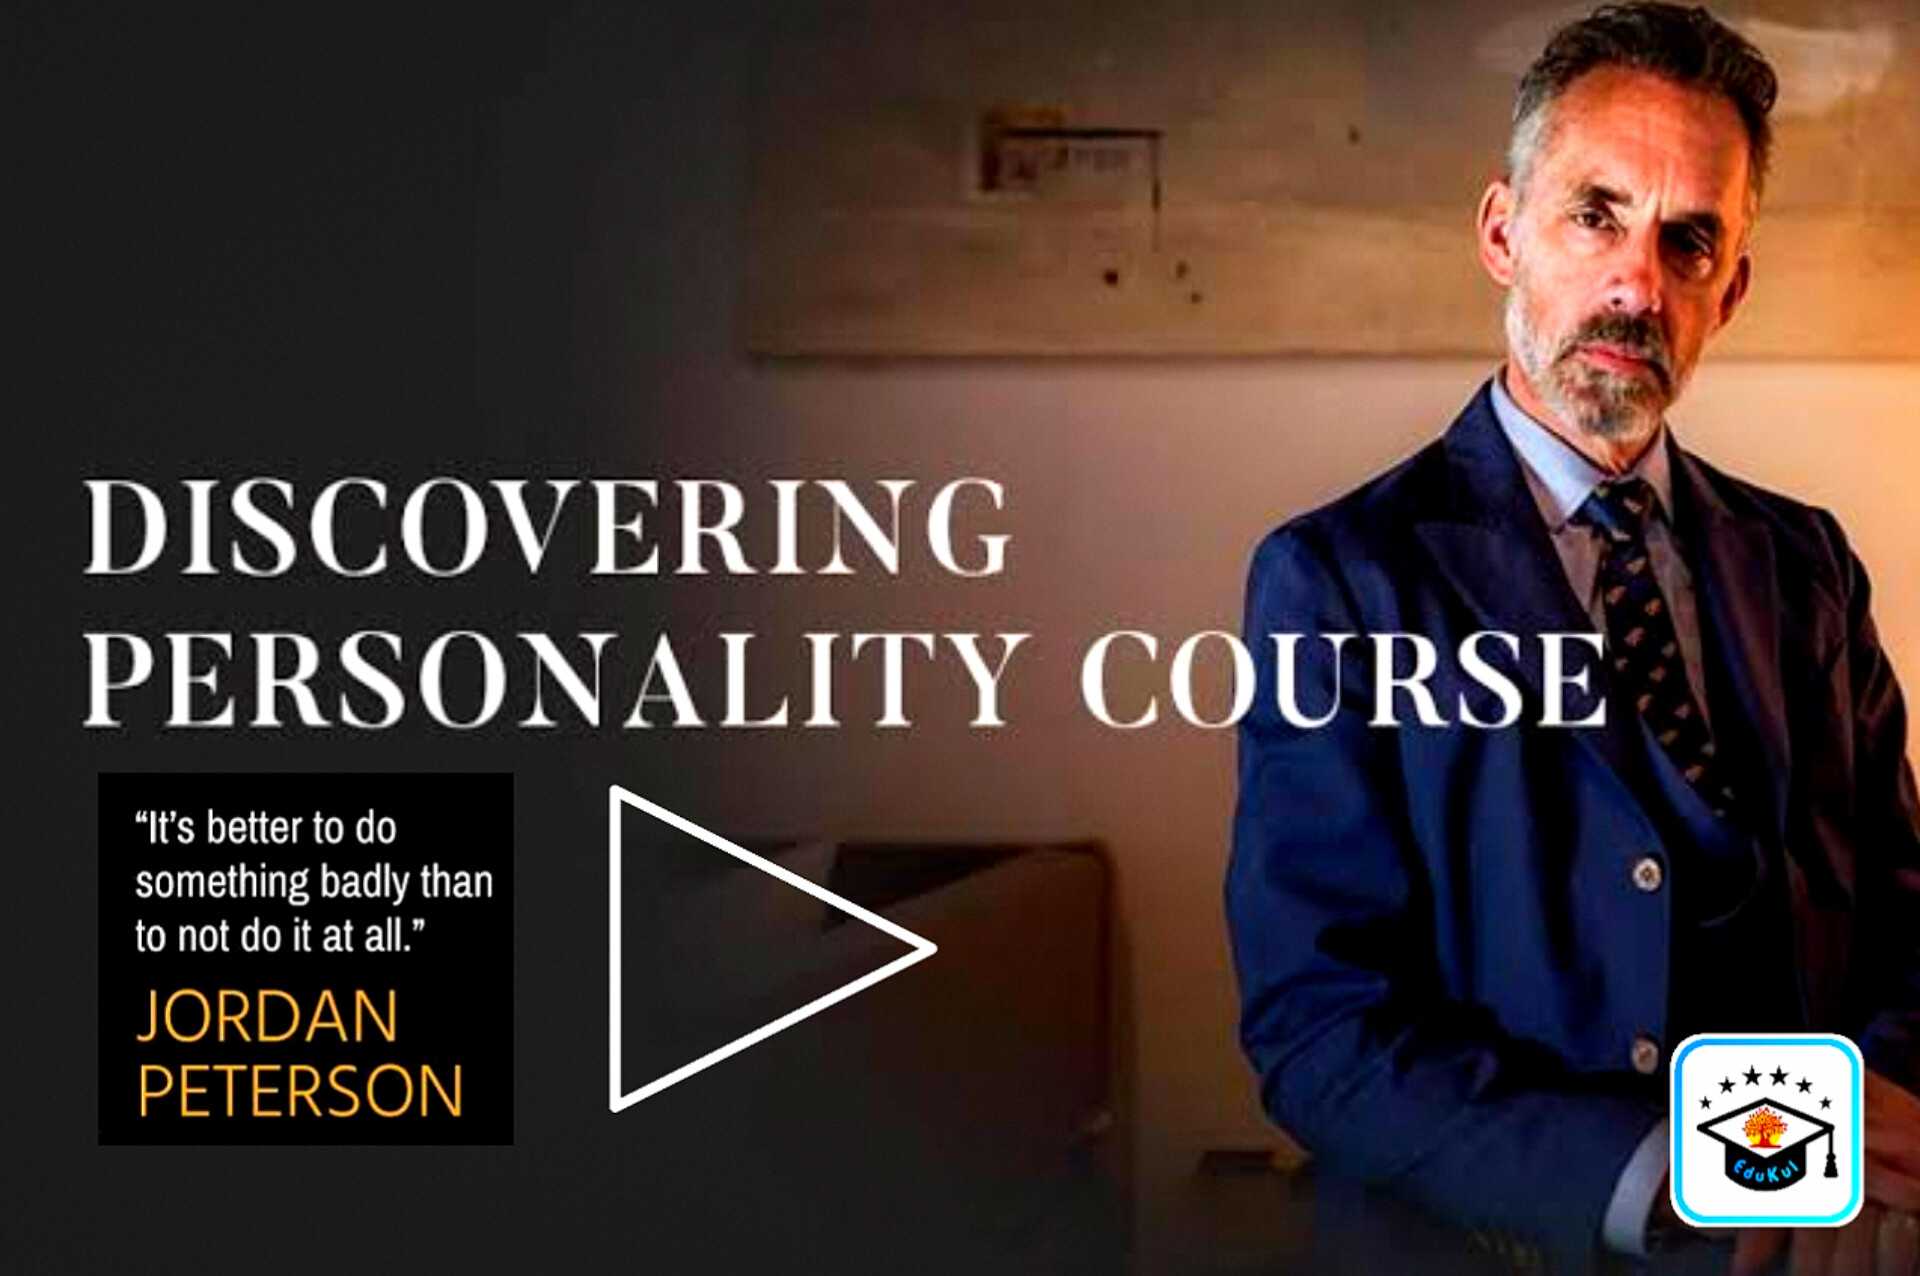 DISCOVERING
PERSONALITY COURSE
“It’s better to do
something badly than
to not do it at all.”
JORDAN
PETERSON
EduKul